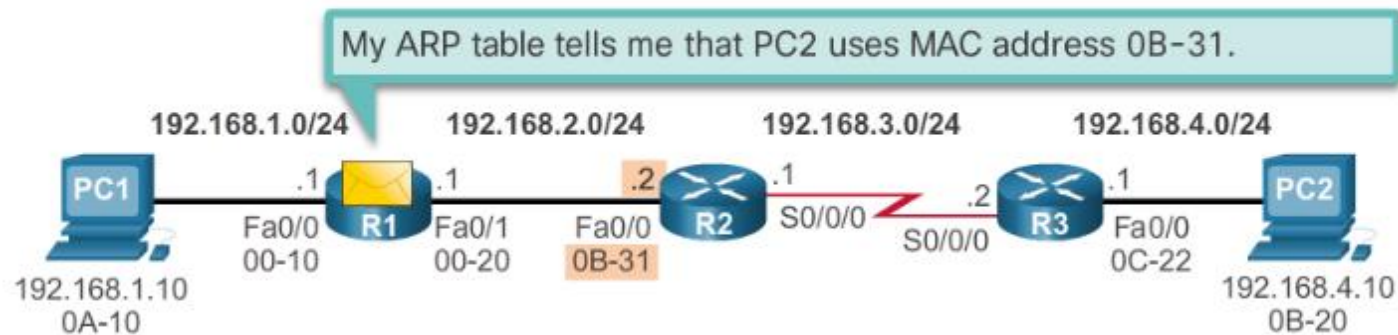 My ARP table tells me that PC2 uses MAC address 0B-31.
192.168.1.0/24 192.168.2.0/24 192.168.3.0/24 192.168.4.0/24
PC1 .1 R1 .1 .2 R2 .1 .2 R3 .1 PC2
Fa0/0 Fa0/1 Fa0/0 S0/0/0 S0/0/0 Fa0/0
00-10 00-20 0B-31 0C-22
192.168.1.10 192.168.4.10
0A-10 0B-20